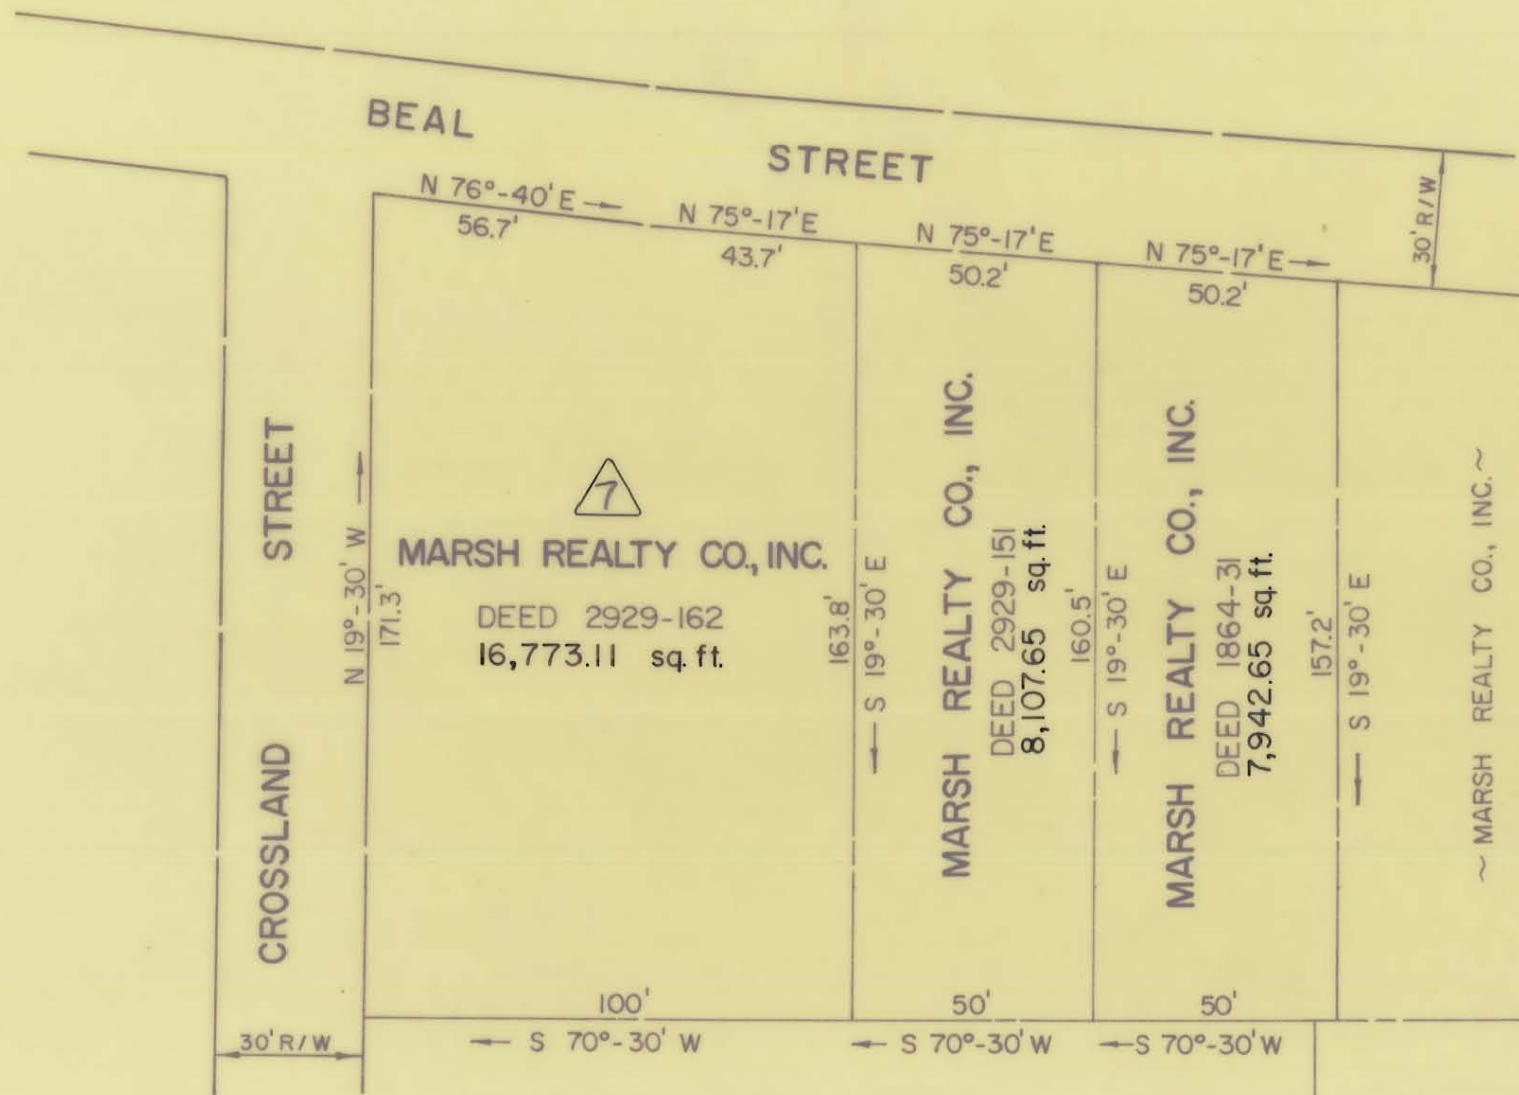 BEAL STREET
30' R/W
N 76°-40' E
56.7'
N 75°-17' E
43.7'
N 75°-17' E
50.2'
N 75°-17' E
50.2'
CROSSLAND STREET
30' R/W
N 19°-30' W
171.3'
7
MARSH REALTY CO., INC.
DEED 2929-162
16,773.11 sq. ft.
163.8'
S 19°-30' E
MARSH REALTY CO., INC.
DEED 2929-151
8,107.65 sq. ft.
160.5'
S 19°-30' E
MARSH REALTY CO., INC.
DEED 1864-31
7,942.65 sq. ft.
157.2'
S 19°-30' E
~ MARSH REALTY CO., INC. ~
100'
S 70°-30' W
50'
S 70°-30' W
50'
S 70°-30' W